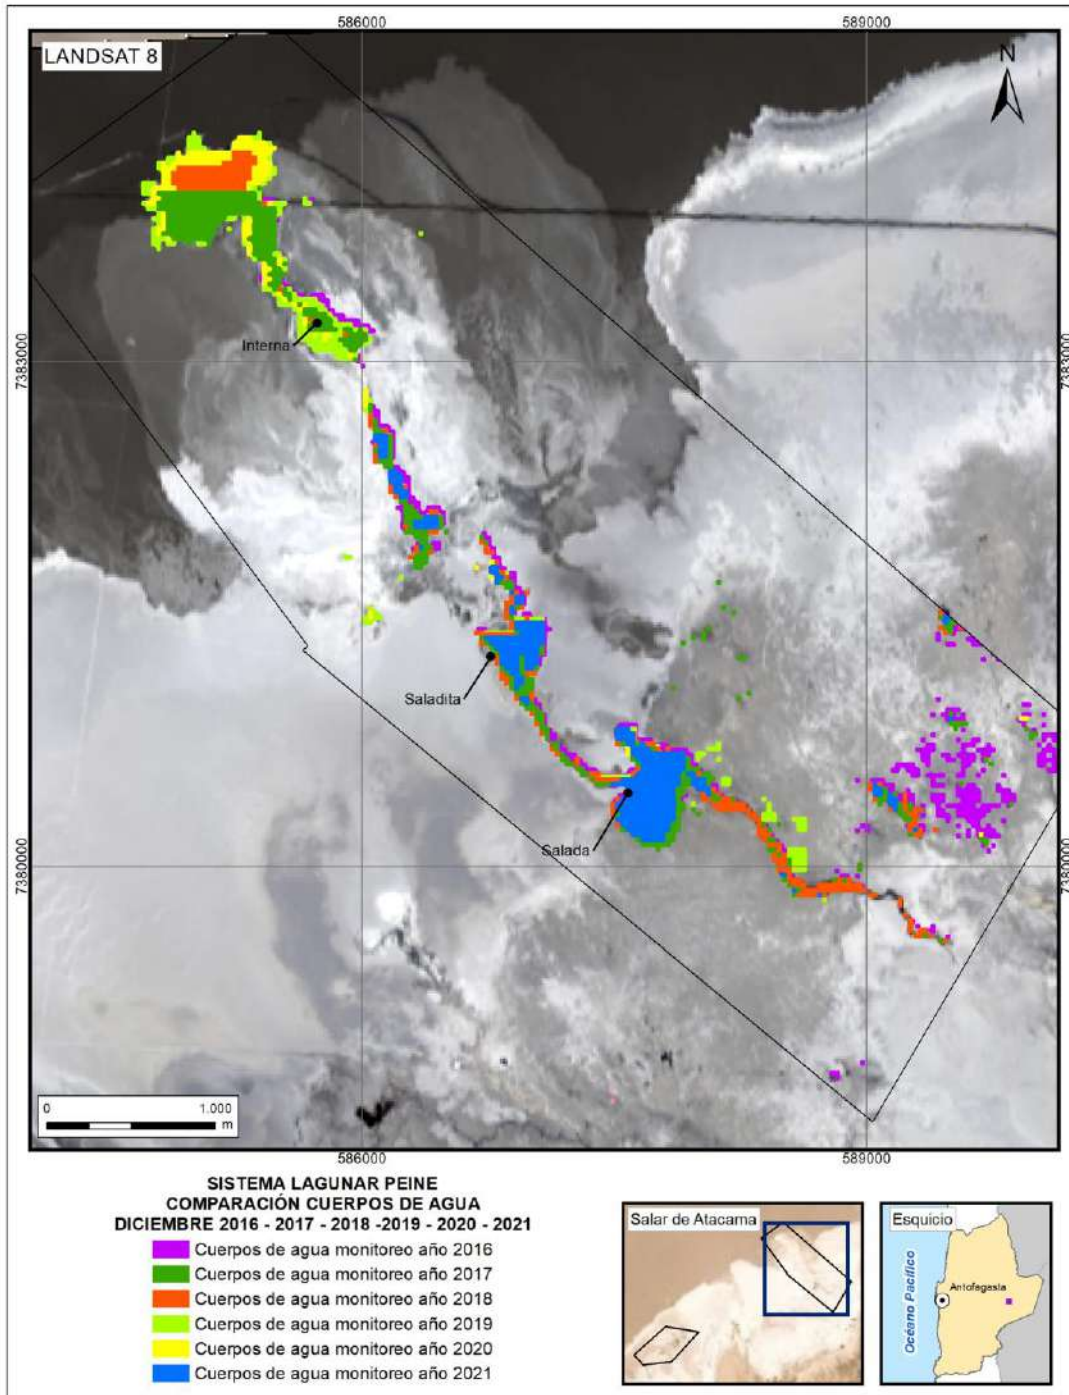 586000
589000
LANDSAT 8
N
Interna
7383000
7383000
Saladita
Salada
7380000
7380000
0
1.000
m
586000
589000
SISTEMA LAGUNAR PEINE
COMPARACIÓN CUERPOS DE AGUA
DICIEMBRE 2016 - 2017 - 2018 -2019 - 2020 - 2021
Cuerpos de agua monitoreo año 2016
Cuerpos de agua monitoreo año 2017
Cuerpos de agua monitoreo año 2018
Cuerpos de agua monitoreo año 2019
Cuerpos de agua monitoreo año 2020
Cuerpos de agua monitoreo año 2021
Salar de Atacama
Esquicio
Océano Pacífico
Antofagasta